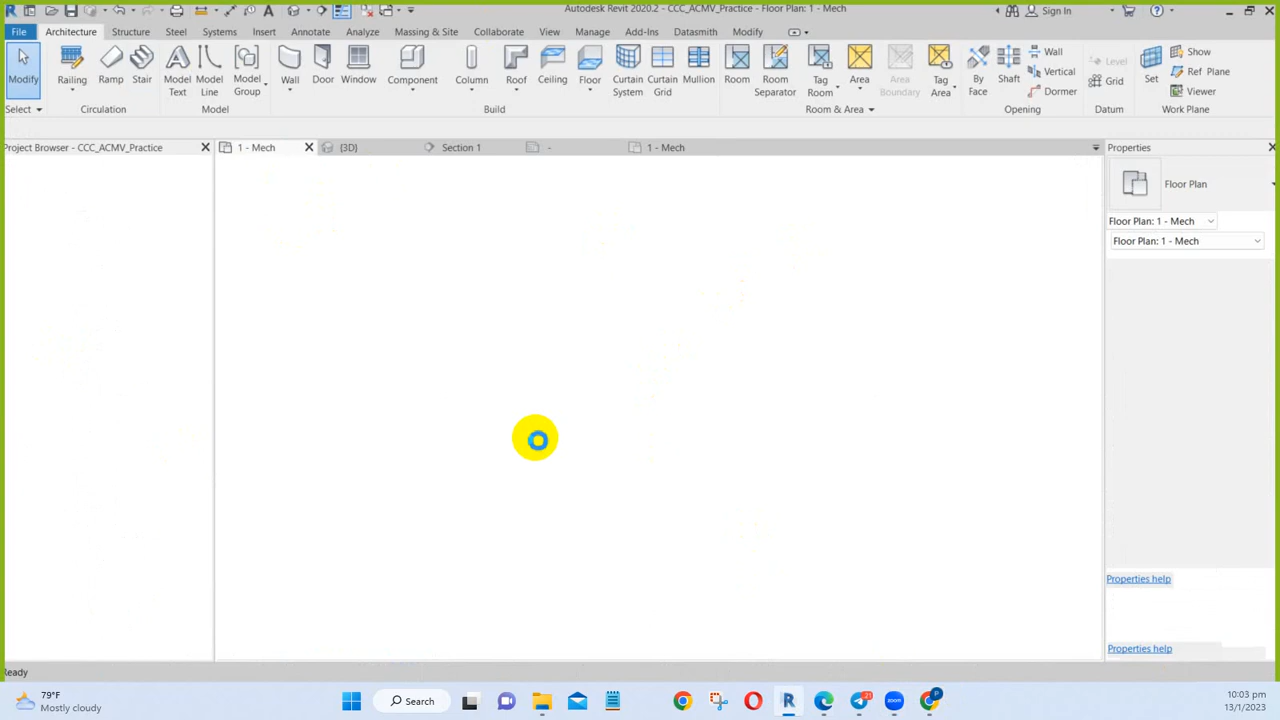 Autodesk Revit 2020.2 - CCC_ACMV_Practice - Floor Plan: 1 - Mech
Sign In
File Architecture Structure Steel Systems Insert Annotate Analyze Massing & Site Collaborate View Manage Add-Ins Datasmith Modify
Modify Railing Ramp Stair Model Text Model Line Model Group Wall Door Window Component Column Roof Ceiling Floor Curtain System Curtain Grid Mullion Room Room Separator Tag Room Area Area Boundary Tag Area By Face Shaft Wall Vertical Dormer Level Grid Set Show Ref Plane Viewer
Select Circulation Model Build Room & Area Opening Datum Work Plane
Project Browser - CCC_ACMV_Practice
1 - Mech {3D} Section 1 - 1 - Mech
Properties
Floor Plan
Floor Plan: 1 - Mech
Floor Plan: 1 - Mech
Properties help
Properties help
Ready
79°F
Mostly cloudy
Search
21
zoom
P
10:03 pm
13/1/2023